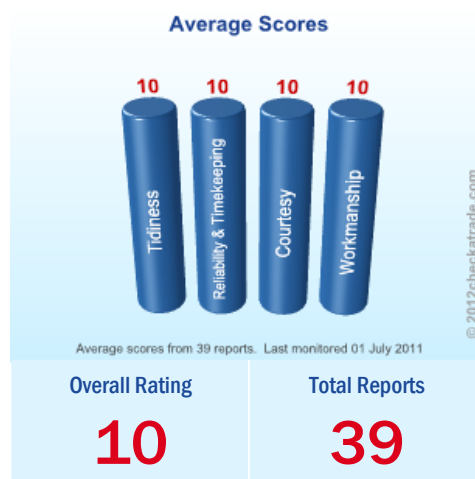 Average Scores
10 10 10 10
Tidiness
Reliability & Timekeeping
Courtesy
Workmanship
© 2012checkatrade.com
Average scores from 39 reports. Last monitored 01 July 2011
Overall Rating
Total Reports
10
39